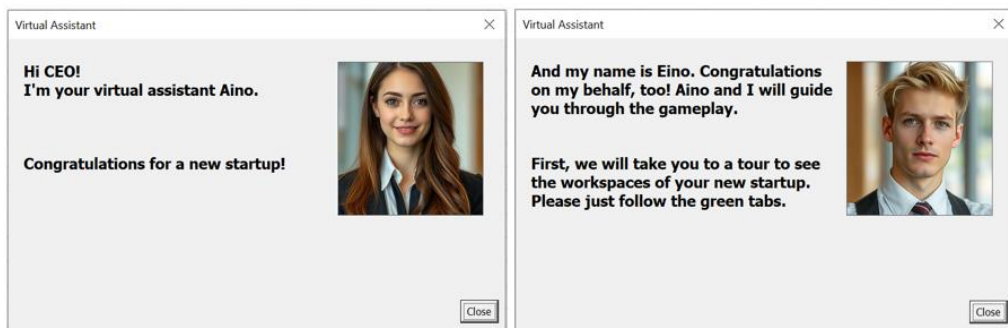 Virtual Assistant
Hi CEO!
I'm your virtual assistant Aino.
Congratulations for a new startup!
Close
Virtual Assistant
And my name is Eino. Congratulations
on my behalf, too! Aino and I will guide
you through the gameplay.
First, we will take you to a tour to see
the workspaces of your new startup.
Please just follow the green tabs.
Close